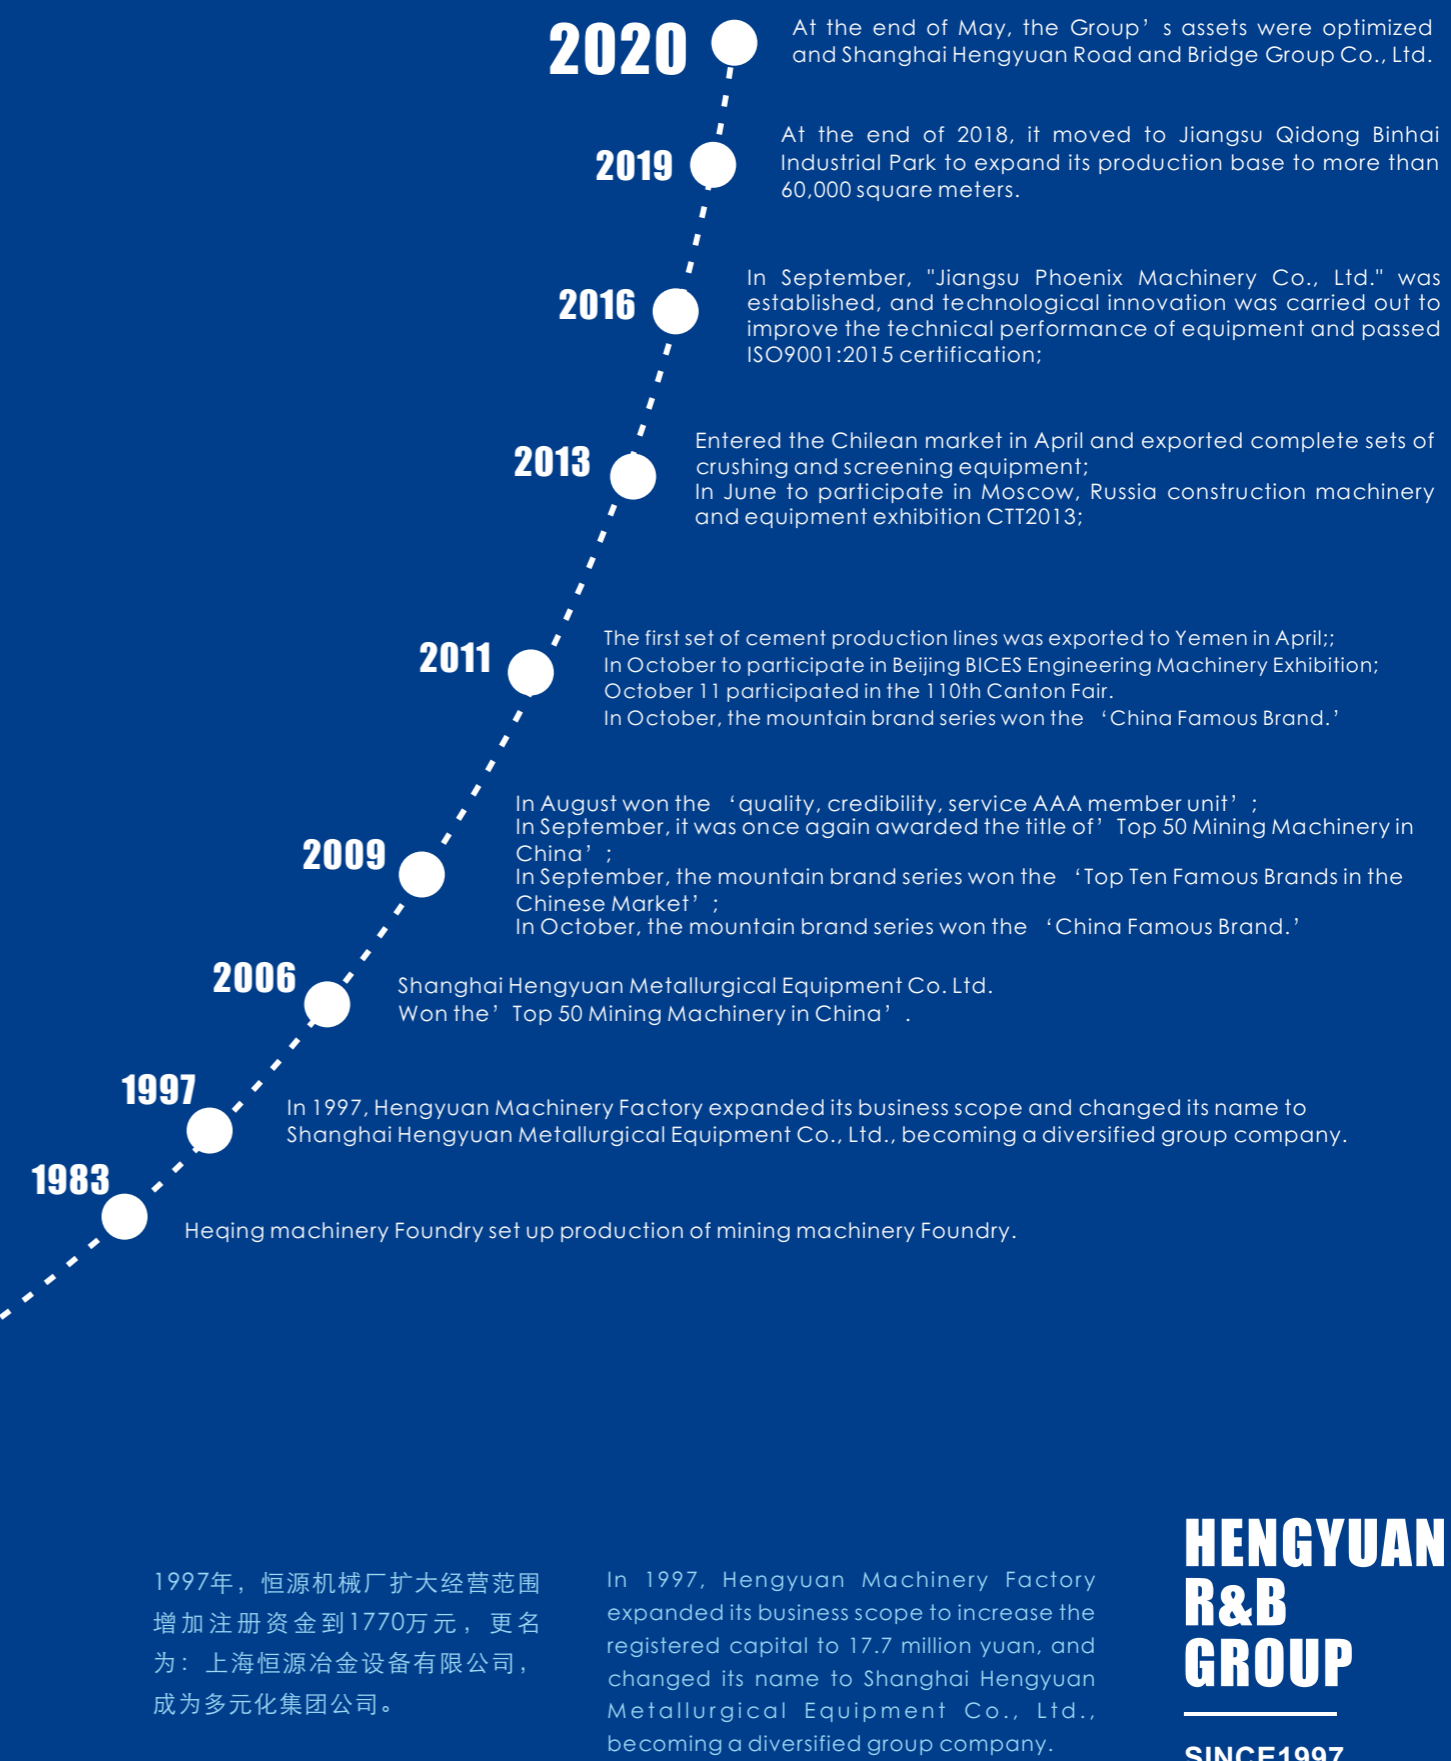 2020
At the end of May, the Group’s assets were optimized
and Shanghai Hengyuan Road and Bridge Group Co., Ltd.
2019
At the end of 2018, it moved to Jiangsu Qidong Binhai
Industrial Park to expand its production base to more than
60,000 square meters.
2016
In September, "Jiangsu Phoenix Machinery Co., Ltd." was
established, and technological innovation was carried out to
improve the technical performance of equipment and passed
ISO9001:2015 certification;
2013
Entered the Chilean market in April and exported complete sets of
crushing and screening equipment;
In June to participate in Moscow, Russia construction machinery
and equipment exhibition CTT2013;
2011
The first set of cement production lines was exported to Yemen in April;;
In October to participate in Beijing BICES Engineering Machinery Exhibition;
October 11 participated in the 110th Canton Fair.
In October, the mountain brand series won the ‘China Famous Brand.’
2009
In August won the ‘quality, credibility, service AAA member unit’;
In September, it was once again awarded the title of’Top 50 Mining Machinery in
China’;
In September, the mountain brand series won the ‘Top Ten Famous Brands in the
Chinese Market’;
In October, the mountain brand series won the ‘China Famous Brand.’
2006
Shanghai Hengyuan Metallurgical Equipment Co. Ltd.
Won the’Top 50 Mining Machinery in China’.
1997
In 1997, Hengyuan Machinery Factory expanded its business scope and changed its name to
Shanghai Hengyuan Metallurgical Equipment Co., Ltd., becoming a diversified group company.
1983
Heqing machinery Foundry set up production of mining machinery Foundry.
1997年，恒源机械厂扩大经营范围
增加注册资金到1770万元，更名
为：上海恒源冶金设备有限公司，
成为多元化集团公司。
In 1997, Hengyuan Machinery Factory
expanded its business scope to increase the
registered capital to 17.7 million yuan, and
changed its name to Shanghai Hengyuan
Metallurgical Equipment Co., Ltd.,
becoming a diversified group company.
HENGYUAN
R&B
GROUP
SINCE1997